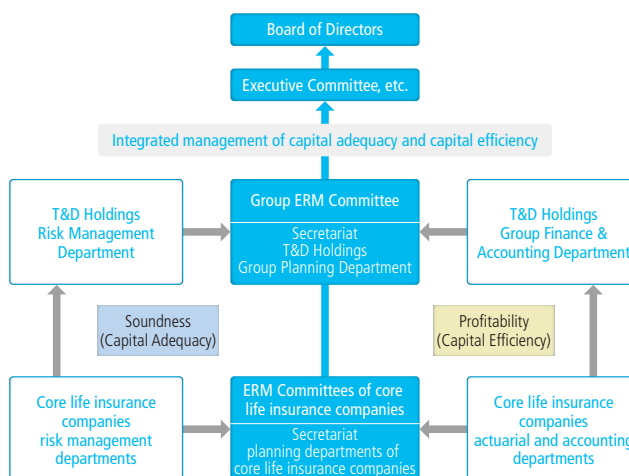 Board of Directors
Executive Committee, etc.
Integrated management of capital adequacy and capital efficiency
T&D Holdings
Risk Management
Department
Group ERM Committee
Secretariat
T&D Holdings
Group Planning Department
T&D Holdings
Group Finance &
Accounting Department
Soundness
(Capital Adequacy)
Profitability
(Capital Efficiency)
Core life insurance
companies
risk management
departments
ERM Committees of core
life insurance companies
Secretariat
planning departments of
core life insurance companies
Core life insurance
companies
actuarial and accounting
departments